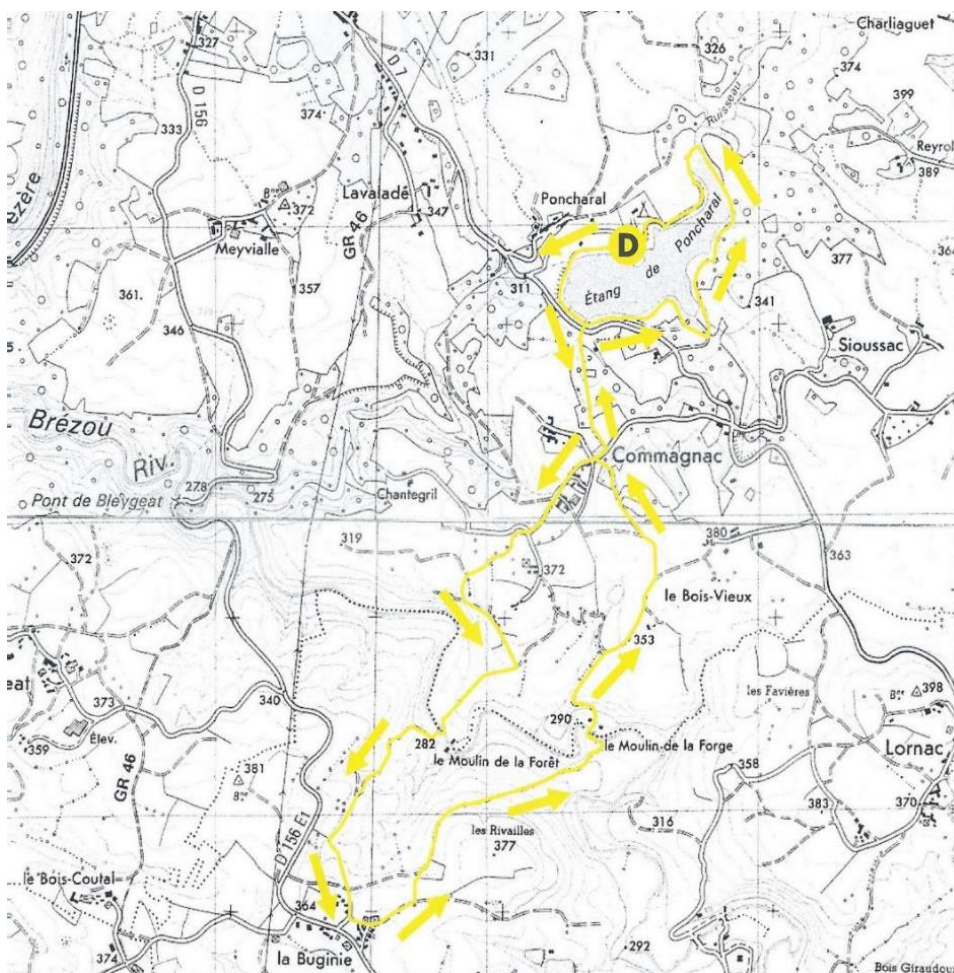 Charliaguet
327
D 7
331
326
374
D 156
374
399
Ruisseau
333
Reyrol
389
Lavalade
Poncharal
372
347
GR 46
Meyvialle
D
Poncharal
de
Étang
377
364
357
311
361.
341
346
Sioussac
Brézou
Riv.
Commagnac
278
275
Chantegril
Pont de Bleygeat
319
380
363
372
372
le Bois-Vieux
353
les Favières
398
340
373
290
282
le Moulin de la Forge
Lornac
le Moulin de la Forêt
359
Élev.
358
381
GR 46
383
370
D 156 E1
316
les Rivailles
377
le Bois-Coutal
364
292
374
la Buginie
Bois Giraudou